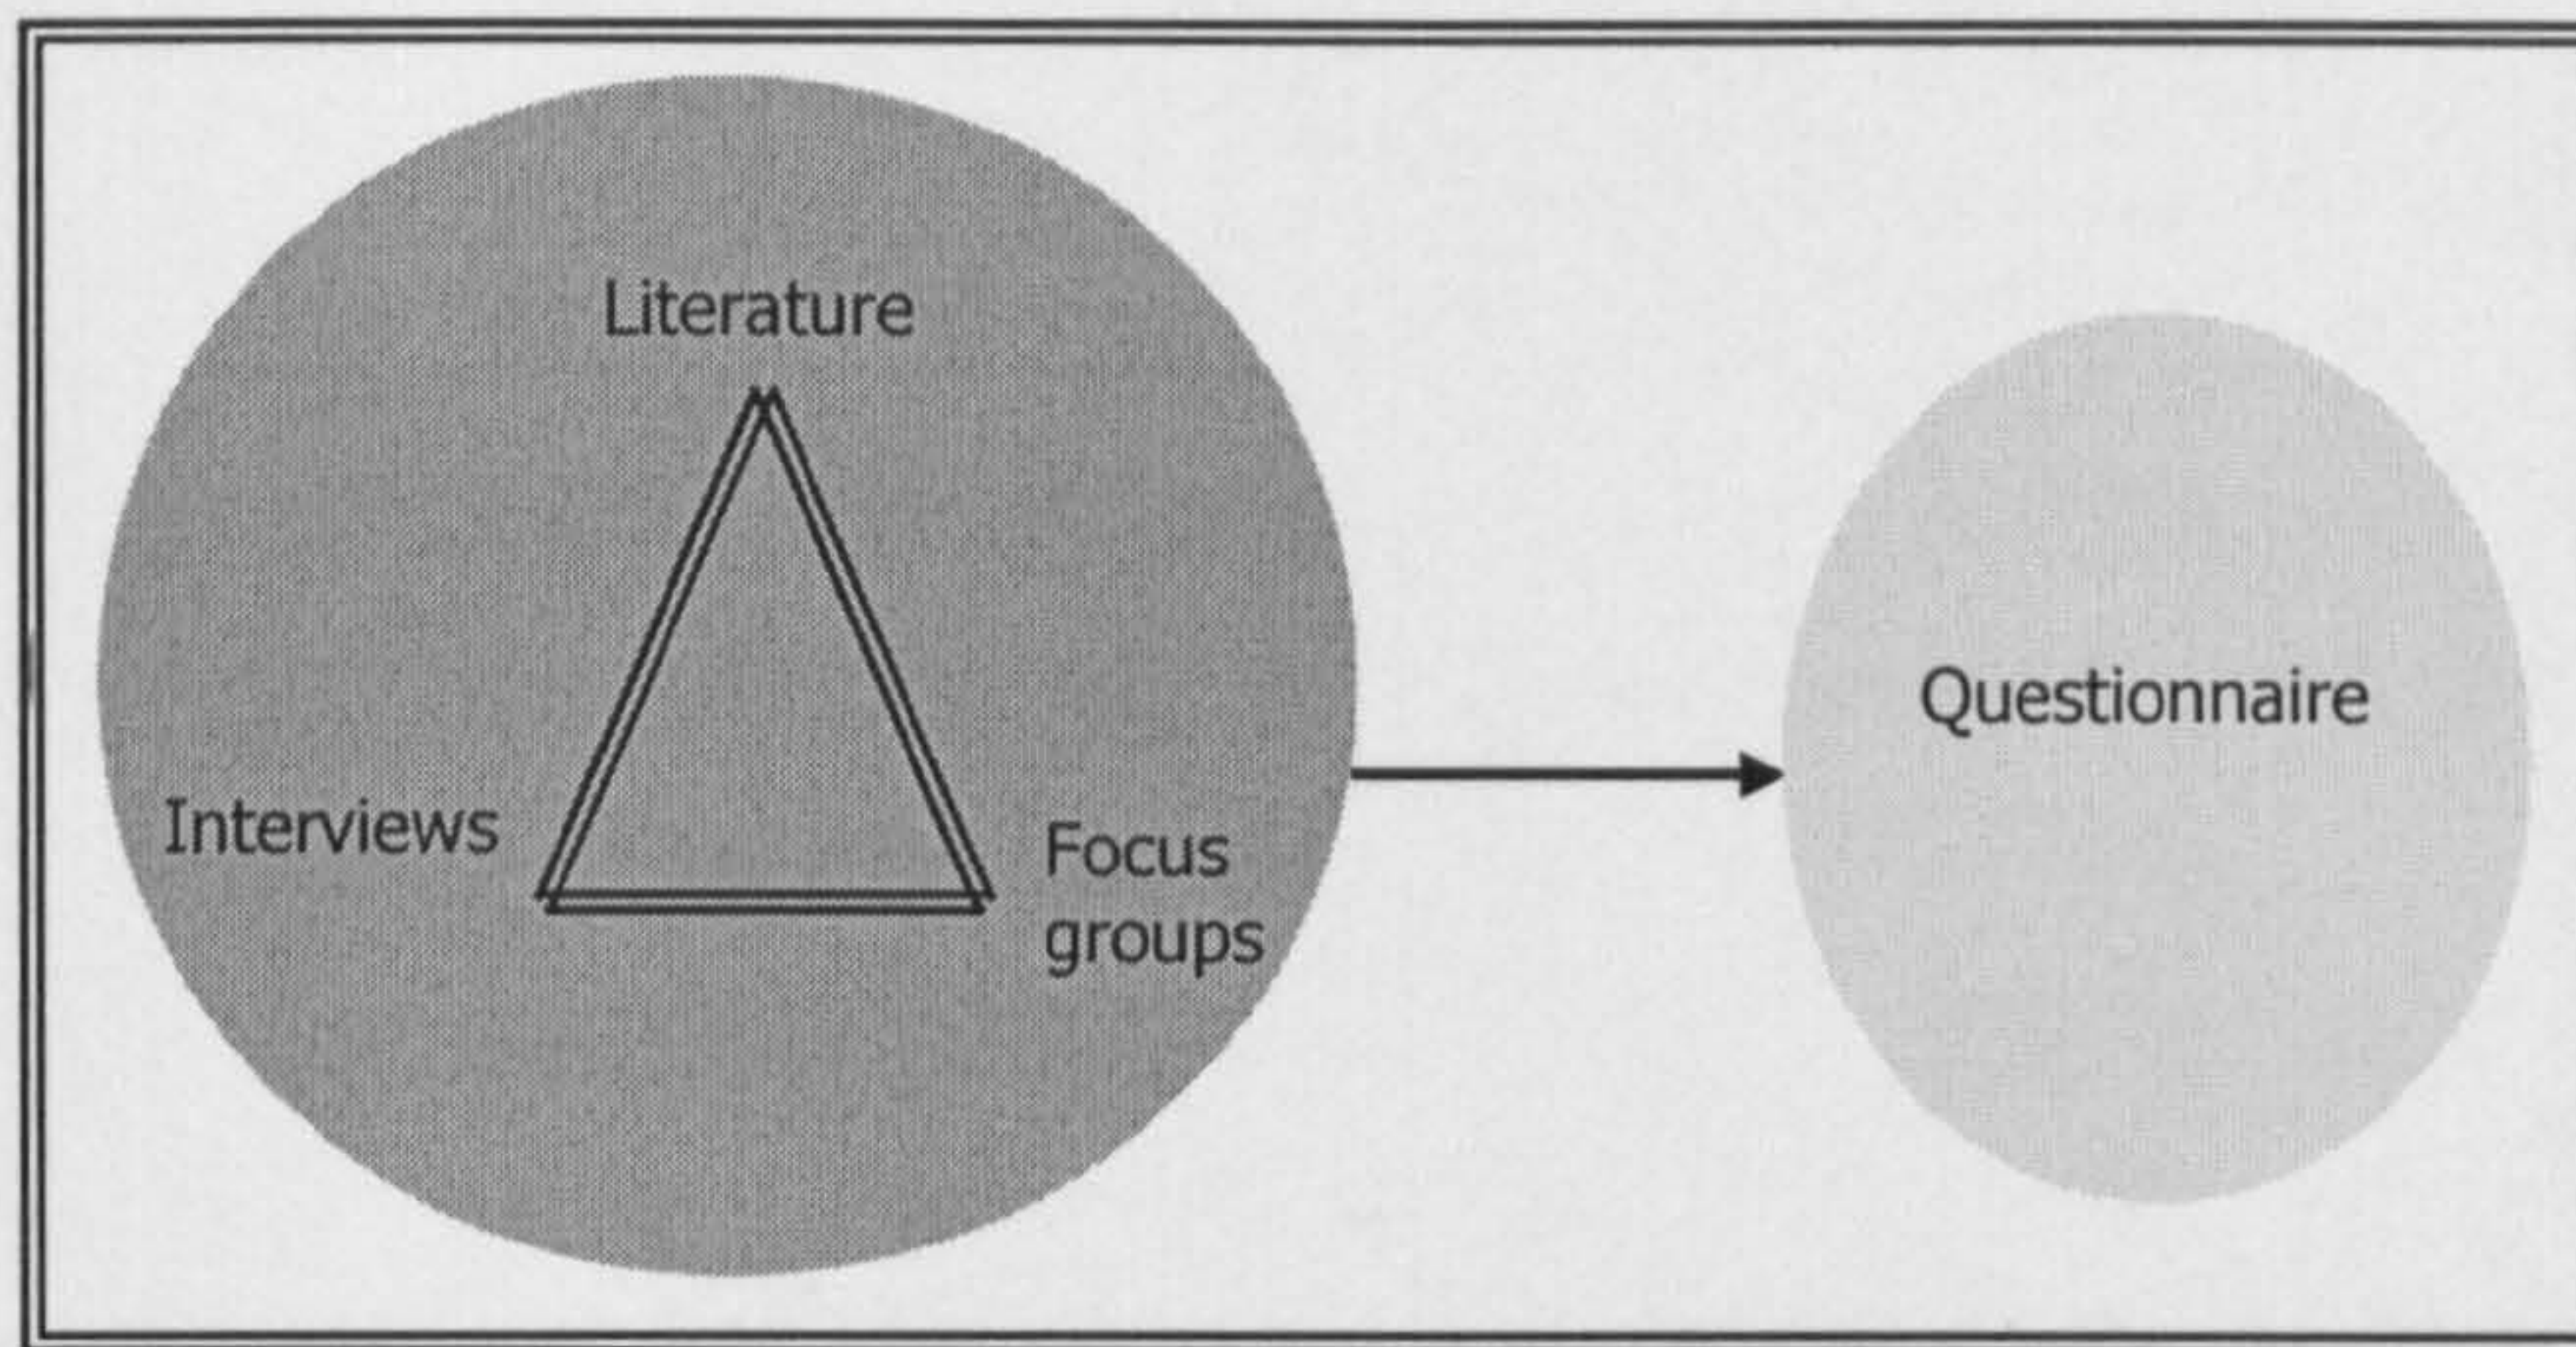 Literature
Interviews
Focus
groups
Questionnaire